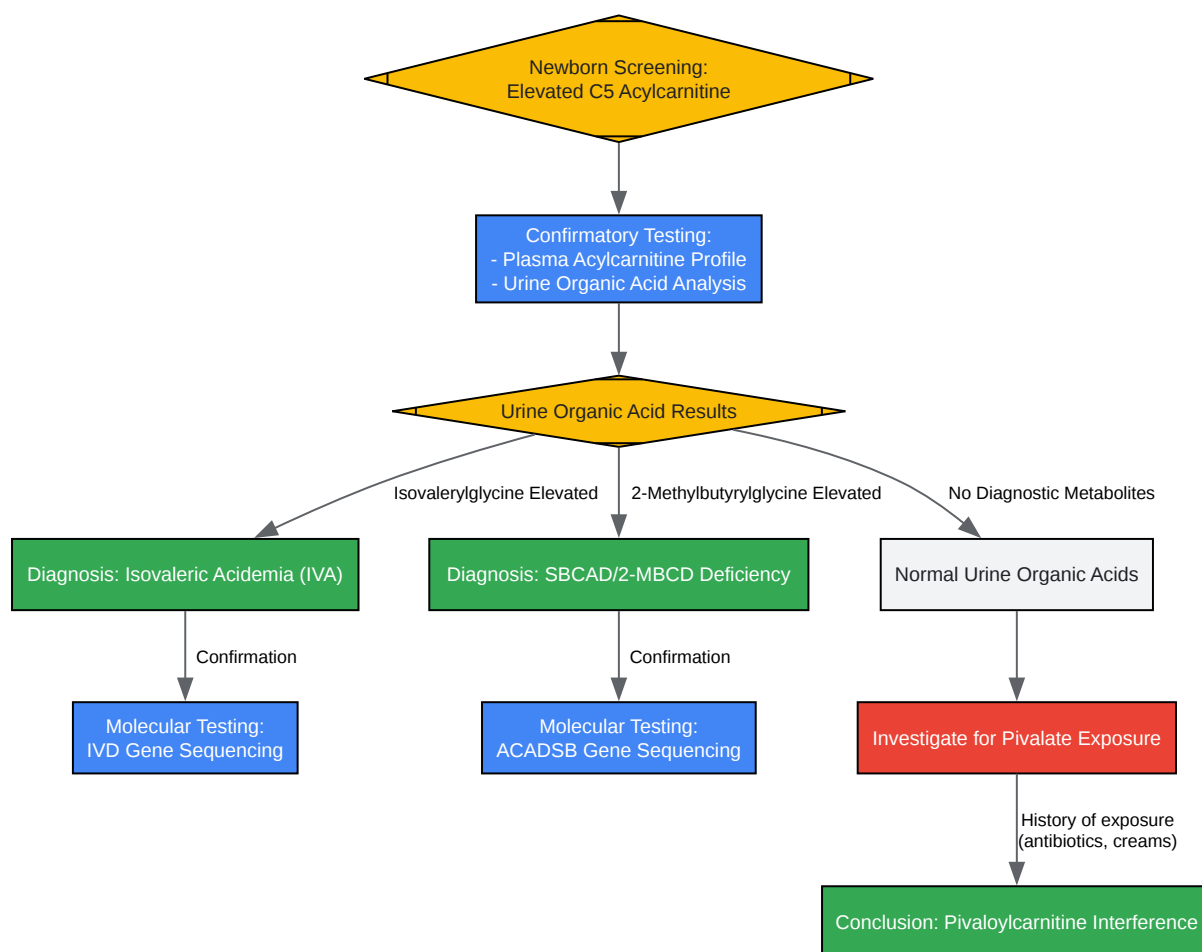 Newborn Screening:
Elevated C5 Acylcarnitine
Confirmatory Testing:
- Plasma Acylcarnitine Profile
- Urine Organic Acid Analysis
Urine Organic Acid Results
Isovalerylglycine Elevated
2-Methylbutyrylglycine Elevated
No Diagnostic Metabolites
Diagnosis: Isovaleric Acidemia (IVA)
Diagnosis: SBCAD/2-MBCD Deficiency
Normal Urine Organic Acids
Confirmation
Confirmation
Molecular Testing:
IVD Gene Sequencing
Molecular Testing:
ACADSB Gene Sequencing
Investigate for Pivalate Exposure
History of exposure
(antibiotics, creams)
Conclusion: Pivaloylcarnitine Interference